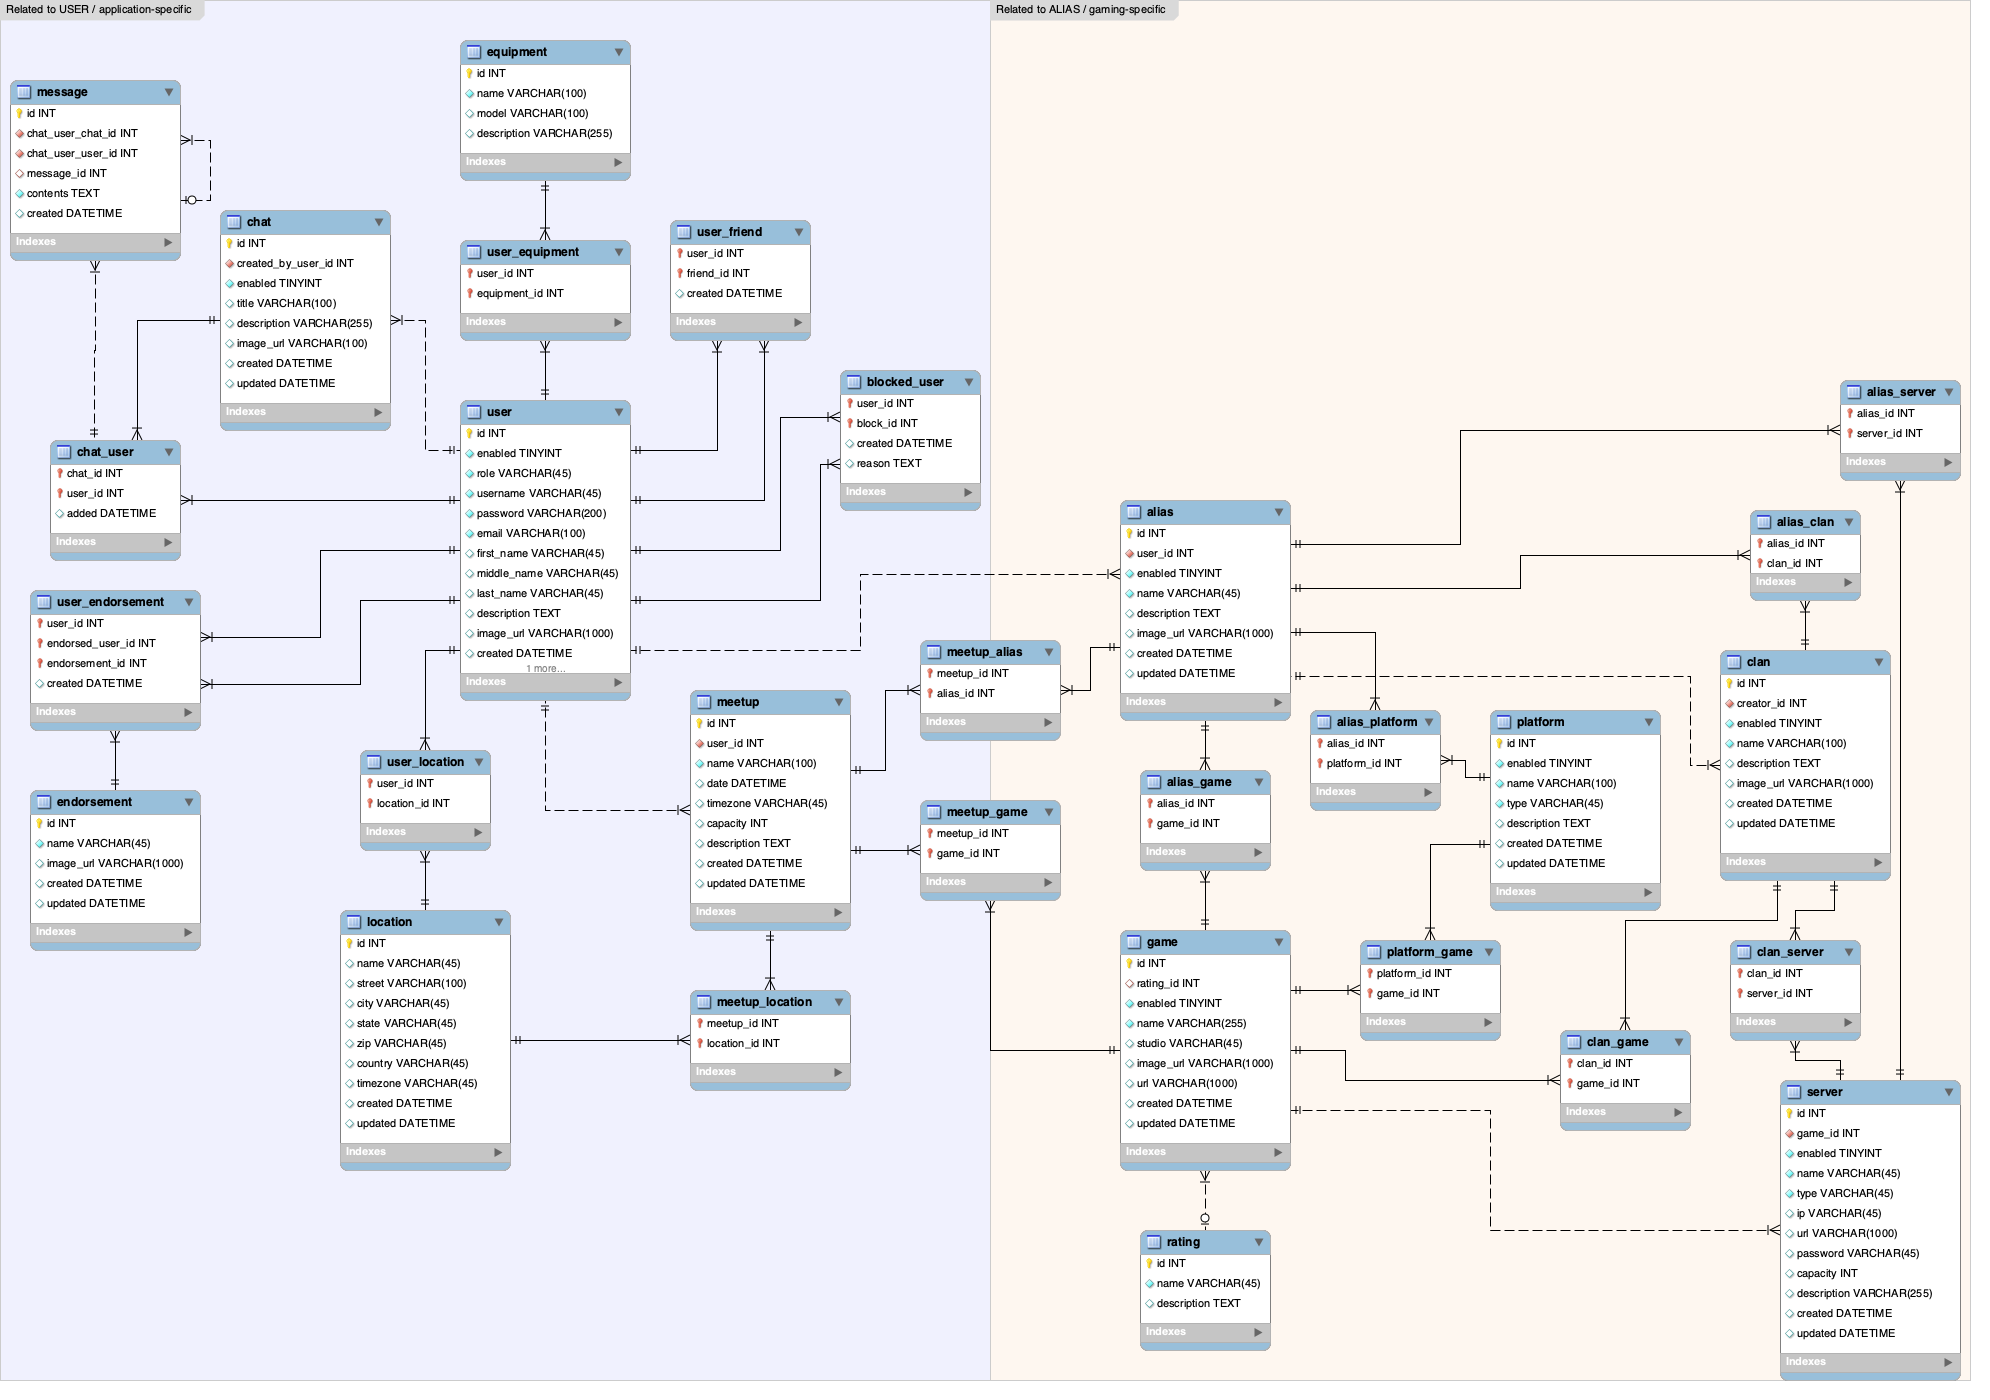 Related to USER / application-specific
Related to ALIAS / gaming-specific
message
id INT
chat_user_chat_id INT
chat_user_user_id INT
message_id INT
contents TEXT
created DATETIME
Indexes
chat
id INT
created_by_user_id INT
enabled TINYINT
title VARCHAR(100)
description VARCHAR(255)
image_url VARCHAR(100)
created DATETIME
updated DATETIME
Indexes
chat_user
chat_id INT
user_id INT
added DATETIME
Indexes
equipment
id INT
name VARCHAR(100)
model VARCHAR(100)
description VARCHAR(255)
Indexes
user_equipment
user_id INT
equipment_id INT
Indexes
user_friend
user_id INT
friend_id INT
created DATETIME
Indexes
blocked_user
user_id INT
block_id INT
created DATETIME
reason TEXT
Indexes
user
id INT
enabled TINYINT
role VARCHAR(45)
username VARCHAR(45)
password VARCHAR(200)
email VARCHAR(100)
first_name VARCHAR(45)
middle_name VARCHAR(45)
last_name VARCHAR(45)
description TEXT
image_url VARCHAR(1000)
created DATETIME
1 more...
Indexes
user_endorsement
user_id INT
endorsed_user_id INT
endorsement_id INT
created DATETIME
Indexes
endorsement
id INT
name VARCHAR(45)
image_url VARCHAR(1000)
created DATETIME
updated DATETIME
Indexes
user_location
user_id INT
location_id INT
Indexes
location
id INT
name VARCHAR(45)
street VARCHAR(100)
city VARCHAR(45)
state VARCHAR(45)
zip VARCHAR(45)
country VARCHAR(45)
timezone VARCHAR(45)
created DATETIME
updated DATETIME
Indexes
meetup
id INT
user_id INT
name VARCHAR(100)
date DATETIME
timezone VARCHAR(45)
capacity INT
description TEXT
created DATETIME
updated DATETIME
Indexes
meetup_location
meetup_id INT
location_id INT
Indexes
meetup_alias
meetup_id INT
alias_id INT
Indexes
meetup_game
meetup_id INT
game_id INT
Indexes
alias
id INT
user_id INT
enabled TINYINT
name VARCHAR(45)
description TEXT
image_url VARCHAR(1000)
created DATETIME
updated DATETIME
Indexes
alias_game
alias_id INT
game_id INT
Indexes
game
id INT
rating_id INT
enabled TINYINT
name VARCHAR(255)
studio VARCHAR(45)
image_url VARCHAR(1000)
url VARCHAR(1000)
created DATETIME
updated DATETIME
Indexes
rating
id INT
name VARCHAR(45)
description TEXT
Indexes
alias_platform
alias_id INT
platform_id INT
Indexes
platform
id INT
enabled TINYINT
name VARCHAR(100)
type VARCHAR(45)
description TEXT
created DATETIME
updated DATETIME
Indexes
platform_game
platform_id INT
game_id INT
Indexes
alias_server
alias_id INT
server_id INT
Indexes
alias_clan
alias_id INT
clan_id INT
Indexes
clan
id INT
creator_id INT
enabled TINYINT
name VARCHAR(100)
description TEXT
image_url VARCHAR(1000)
created DATETIME
updated DATETIME
Indexes
clan_server
clan_id INT
server_id INT
Indexes
clan_game
clan_id INT
game_id INT
Indexes
server
id INT
game_id INT
enabled TINYINT
name VARCHAR(45)
type VARCHAR(45)
ip VARCHAR(45)
url VARCHAR(1000)
password VARCHAR(45)
capacity INT
description VARCHAR(255)
created DATETIME
updated DATETIME
Indexes